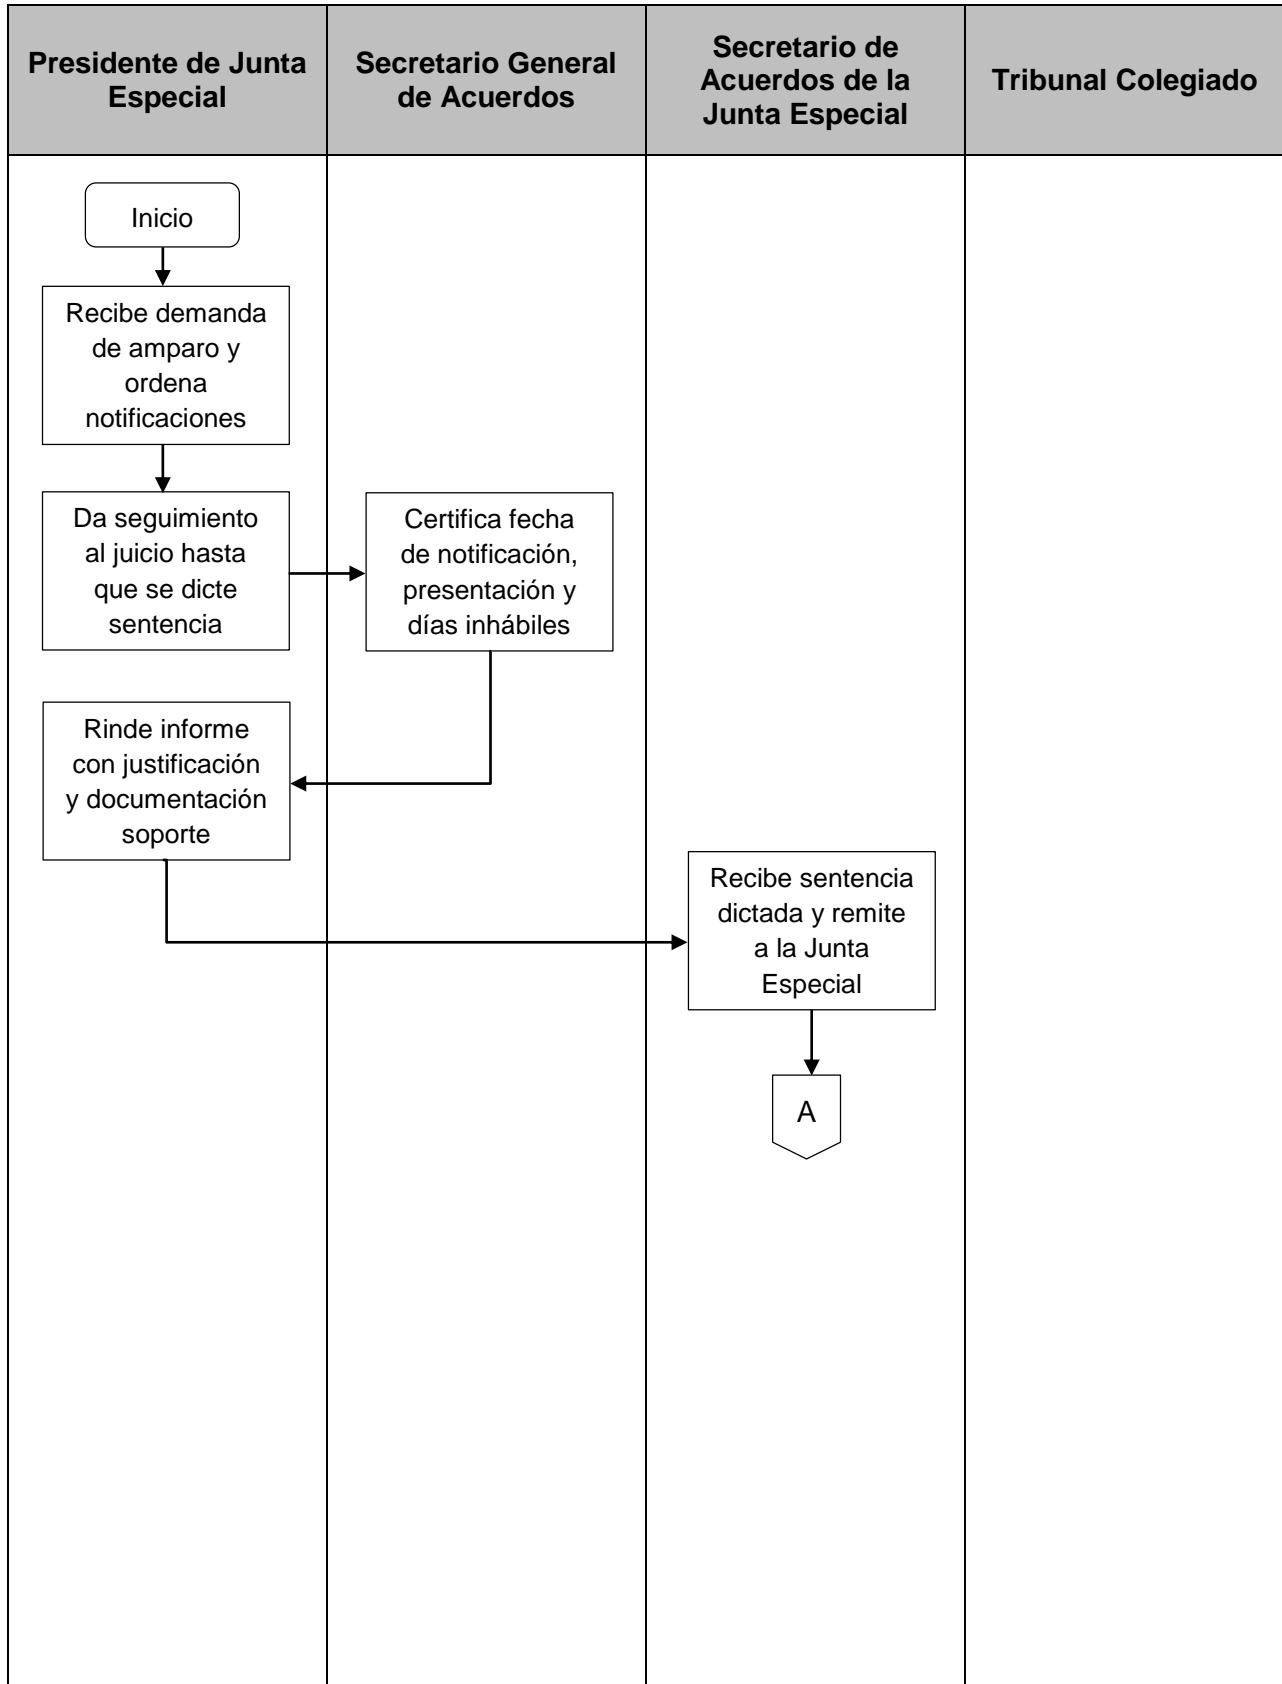 Presidente de Junta
Especial
Secretario General
de Acuerdos
Secretario de
Acuerdos de la
Junta Especial
Tribunal Colegiado
Inicio
Recibe demanda
de amparo y
ordena
notificaciones
Da seguimiento
al juicio hasta
que se dicte
sentencia
Certifica fecha
de notificación,
presentación y
días inhábiles
Rinde informe
con justificación
y documentación
soporte
Recibe sentencia
dictada y remite
a la Junta
Especial
A